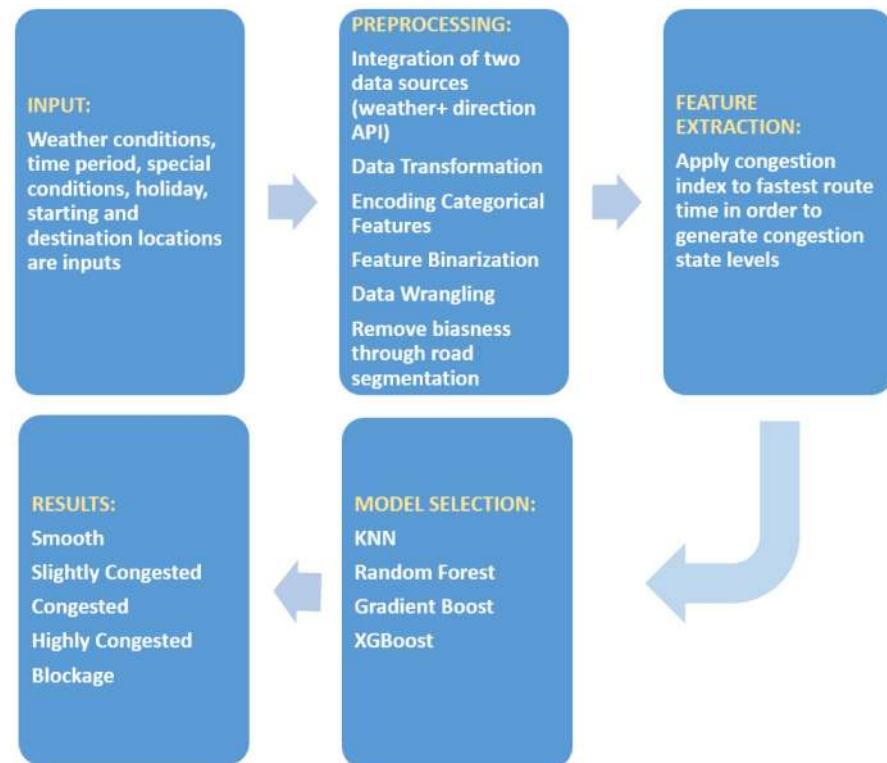 INPUT:
Weather conditions,
time period, special
conditions, holiday,
starting and
destination locations
are inputs
PREPROCESSING:
Integration of two
data sources
(weather+ direction
API)
Data Transformation
Encoding Categorical
Features
Feature Binarization
Data Wrangling
Remove biasness
through road
segmentation
FEATURE
EXTRACTION:
Apply congestion
index to fastest route
time in order to
generate congestion
state levels
MODEL SELECTION:
KNN
Random Forest
Gradient Boost
XGBoost
RESULTS:
Smooth
Slightly Congested
Congested
Highly Congested
Blockage